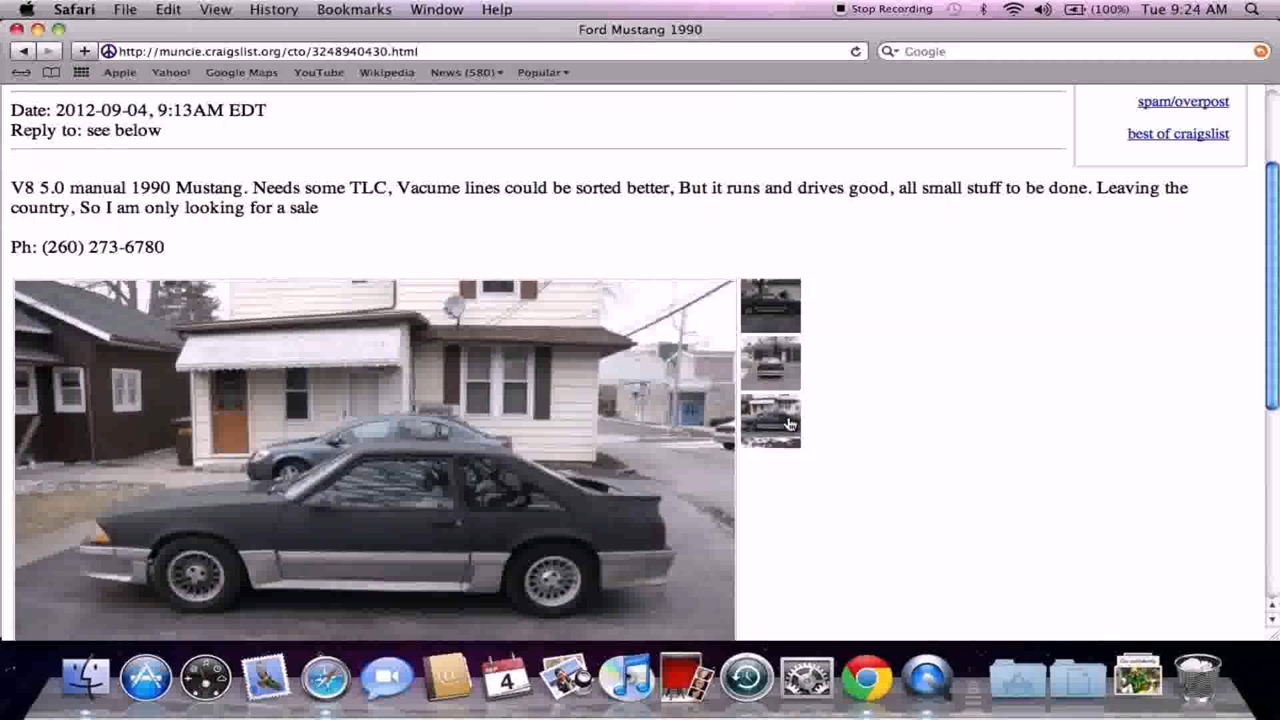 Safari File Edit View History Bookmarks Window Help Stop Recording (100%) Tue 9:24 AM
Ford Mustang 1990
http://muncie.craigslist.org/cto/3248940430.html Google
Apple Yahoo! Google Maps YouTube Wikipedia News (580) Popular
Date: 2012-09-04, 9:13AM EDT
Reply to: see below
spam/overpost
best of craigslist
V8 5.0 manual 1990 Mustang. Needs some TLC, Vacume lines could be sorted better, But it runs and drives good, all small stuff to be done. Leaving the
country, So I am only looking for a sale
Ph: (260) 273-6780
4